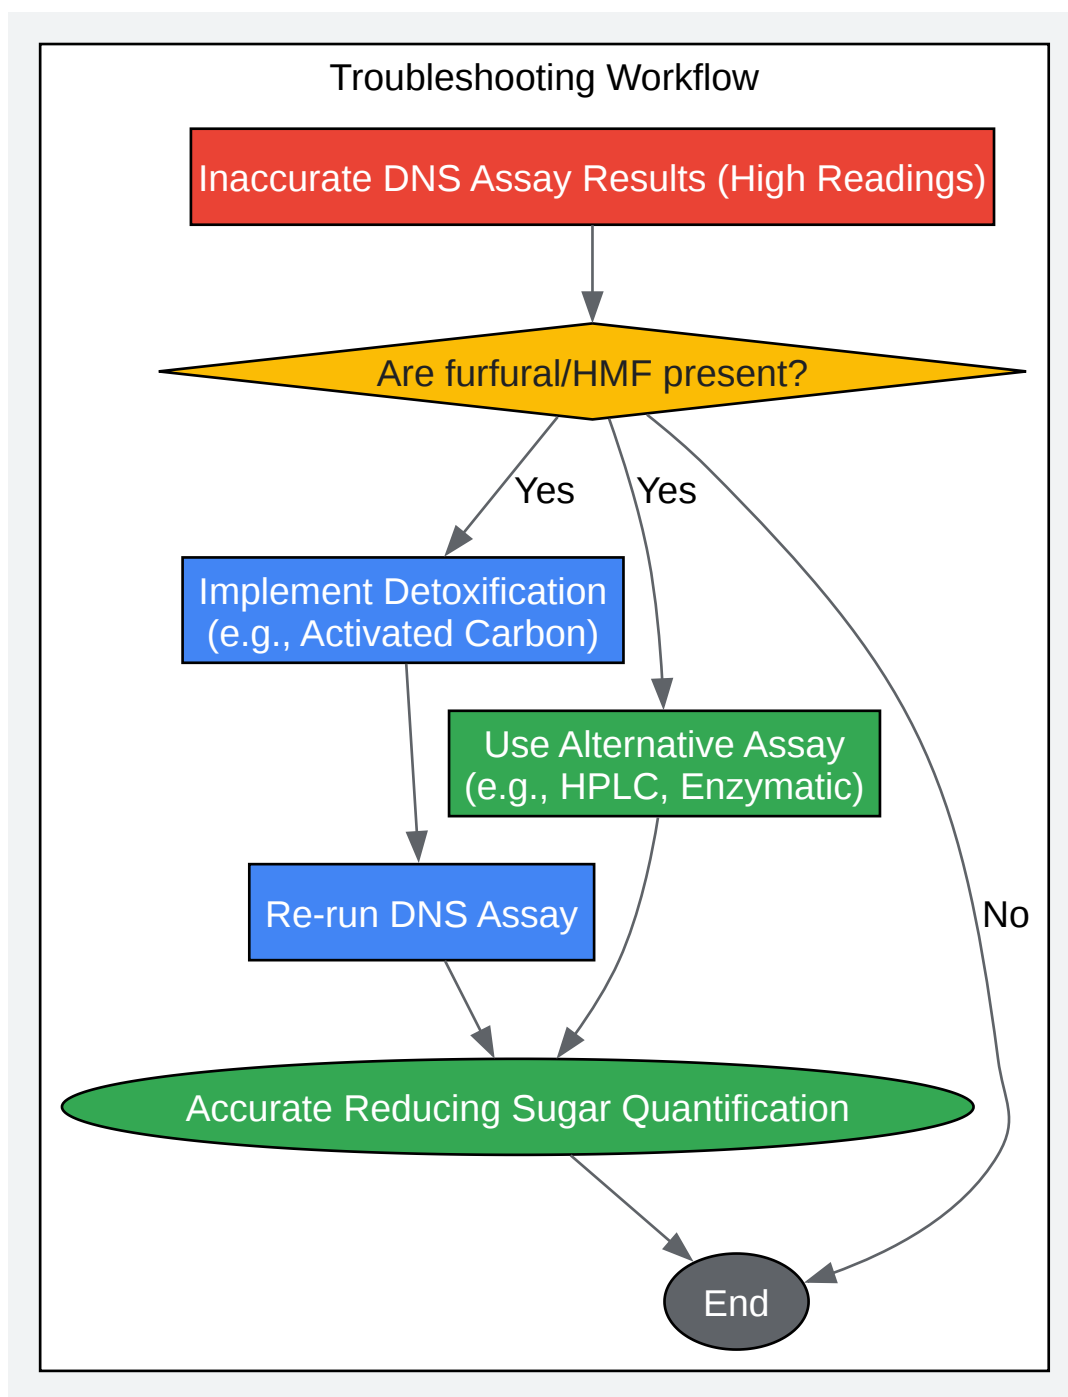 Troubleshooting Workflow
Inaccurate DNS Assay Results (High Readings)
Are furfural/HMF present?
Yes
Yes
Implement Detoxification
(e.g., Activated Carbon)
Use Alternative Assay
(e.g., HPLC, Enzymatic)
Re-run DNS Assay
No
Accurate Reducing Sugar Quantification
End